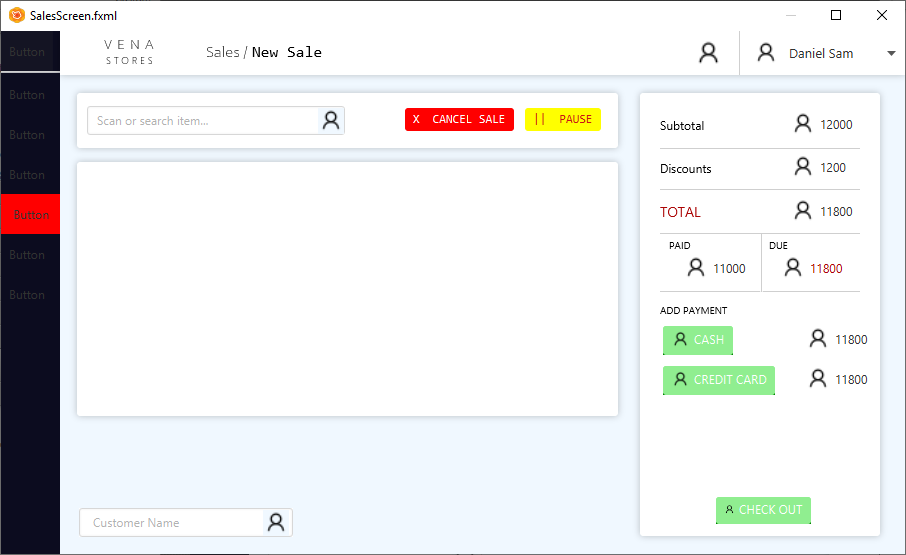 SalesScreen.fxml
Button
VENA
STORES
Sales / New Sale
Daniel Sam
Button
Button
Button
Button
Button
Button
Scan or search item...
X CANCEL SALE
|| PAUSE
Subtotal 12000
Discounts 1200
TOTAL 11800
PAID DUE
11000 11800
ADD PAYMENT
CASH 11800
CREDIT CARD 11800
CHECK OUT
Customer Name